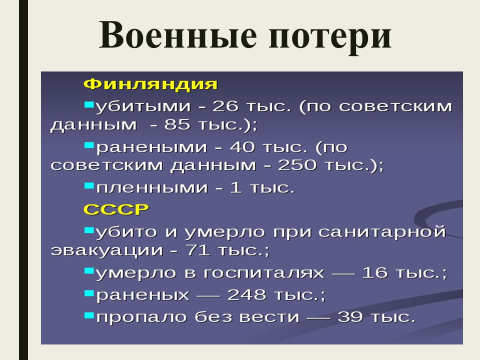 Военные потери
Финляндия
убитыми - 26 тыс. (по советским
данным - 85 тыс.);
ранеными - 40 тыс. (по
советским данным - 250 тыс.);
пленными - 1 тыс.
СССР
убито и умерло при санитарной
эвакуации - 71 тыс.;
умерло в госпиталях — 16 тыс.;
раненых — 248 тыс.;
пропало без вести — 39 тыс.